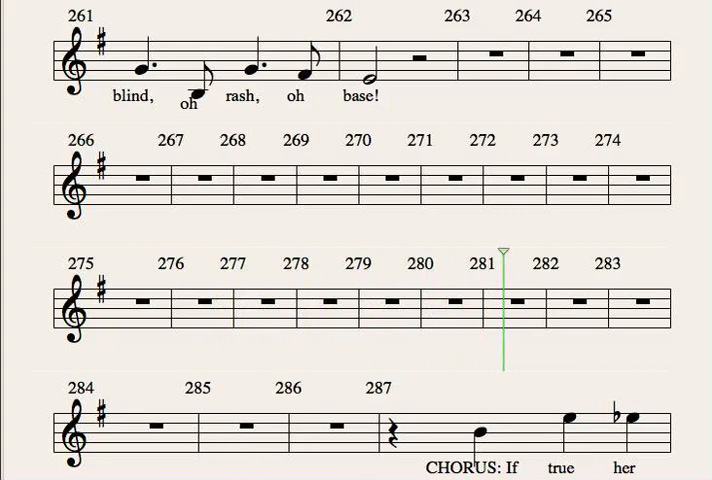 261 262 263 264 265
blind, oh rash, oh base!
266 267 268 269 270 271 272 273 274
275 276 277 278 279 280 281 282 283
284 285 286 287
CHORUS: If true her